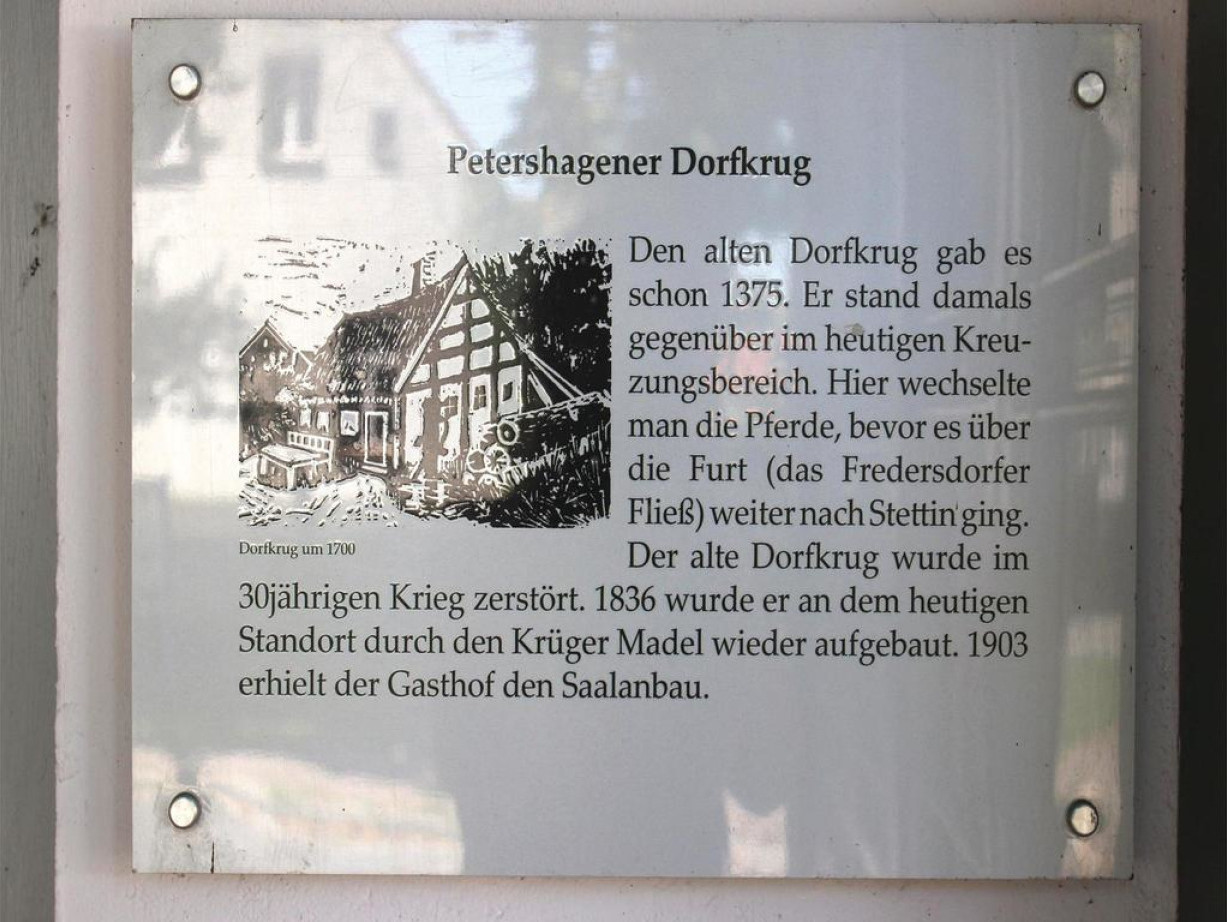 Petershagener Dorfkrug
Den alten Dorfkrug gab es
schon 1375. Er stand damals
gegenüber im heutigen Kreu-
zungsbereich. Hier wechselte
man die Pferde, bevor es über
die Furt (das Fredersdorfer
Fließ) weiter nach Stettin ging.
Der alte Dorfkrug wurde im
Dorfkrug um 1700
30jährigen Krieg zerstört. 1836 wurde er an dem heutigen
Standort durch den Krüger Madel wieder aufgebaut. 1903
erhielt der Gasthof den Saalanbau.